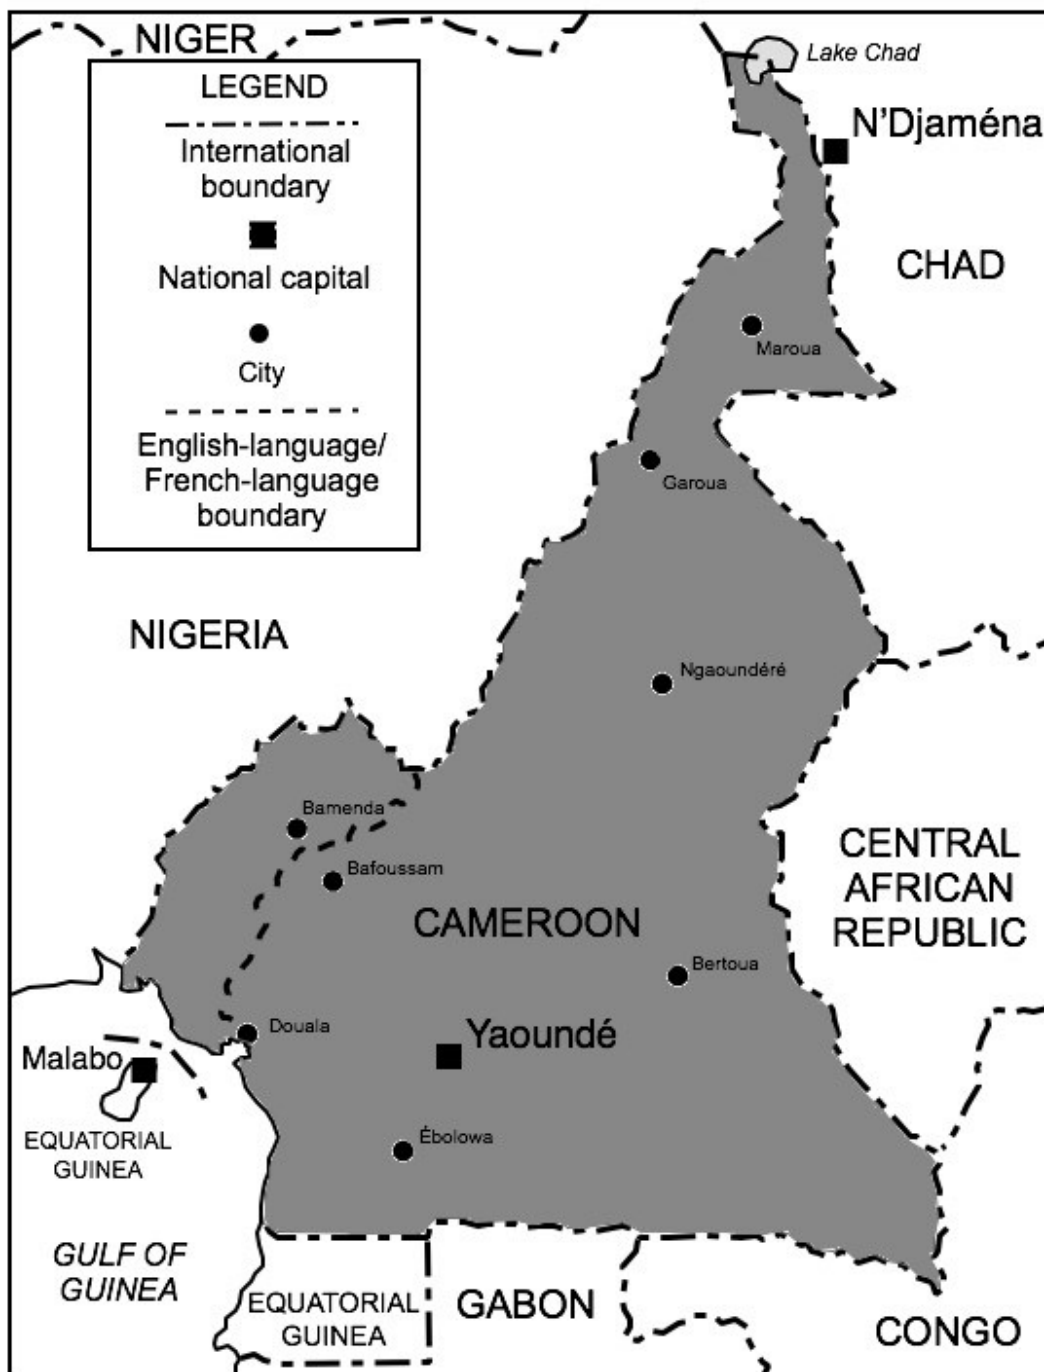 NIGER
LEGEND
International
boundary
National capital
City
English-language/
French-language
boundary
Lake Chad
N'Djaména
CHAD
Maroua
Garoua
NIGERIA
Ngaoundéré
Bamenda
Bafoussam
CAMEROON
CENTRAL
AFRICAN
REPUBLIC
Bertoua
Douala
Yaoundé
Malabo
Ébolowa
EQUATORIAL
GUINEA
GULF OF
GUINEA
EQUATORIAL
GUINEA
GABON
CONGO